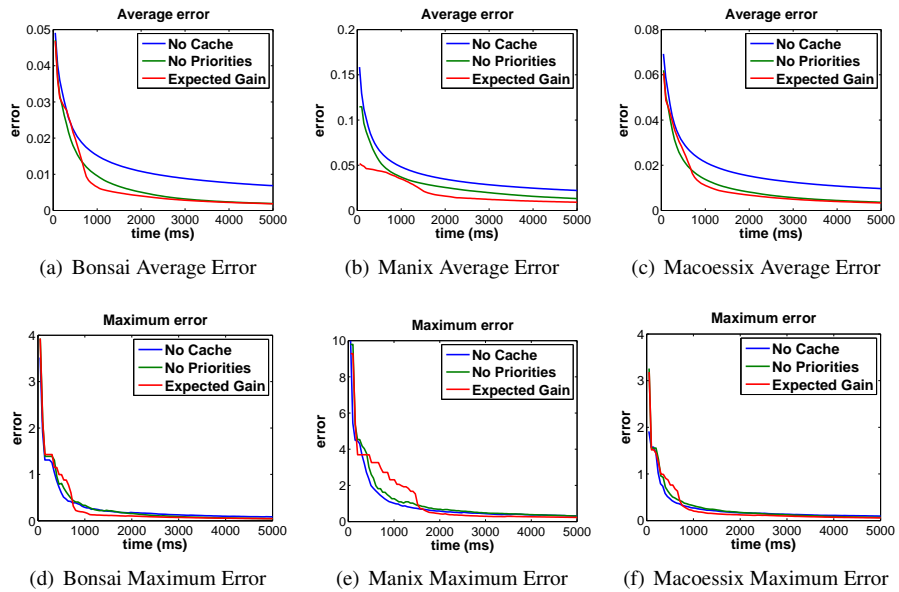 Average error
0.05
0.04
0.03
0.02
0.01
0
error
No Cache
No Priorities
Expected Gain
0 1000 2000 3000 4000 5000
time (ms)
(a) Bonsai Average Error
Average error
0.2
0.15
0.10
0.05
0
error
No Cache
No Priorities
Expected Gain
0 1000 2000 3000 4000 5000
time (ms)
(b) Manix Average Error
Average error
0.08
0.06
0.04
0.02
0
error
No Cache
No Priorities
Expected Gain
0 1000 2000 3000 4000 5000
time (ms)
(c) Macoessix Average Error
Maximum error
4
3
2
1
0
error
No Cache
No Priorities
Expected Gain
0 1000 2000 3000 4000 5000
time (ms)
(d) Bonsai Maximum Error
Maximum error
10
8
6
4
2
0
error
No Cache
No Priorities
Expected Gain
0 1000 2000 3000 4000 5000
time (ms)
(e) Manix Maximum Error
Maximum error
4
3
2
1
0
error
No Cache
No Priorities
Expected Gain
0 1000 2000 3000 4000 5000
time (ms)
(f) Macoessix Maximum Error